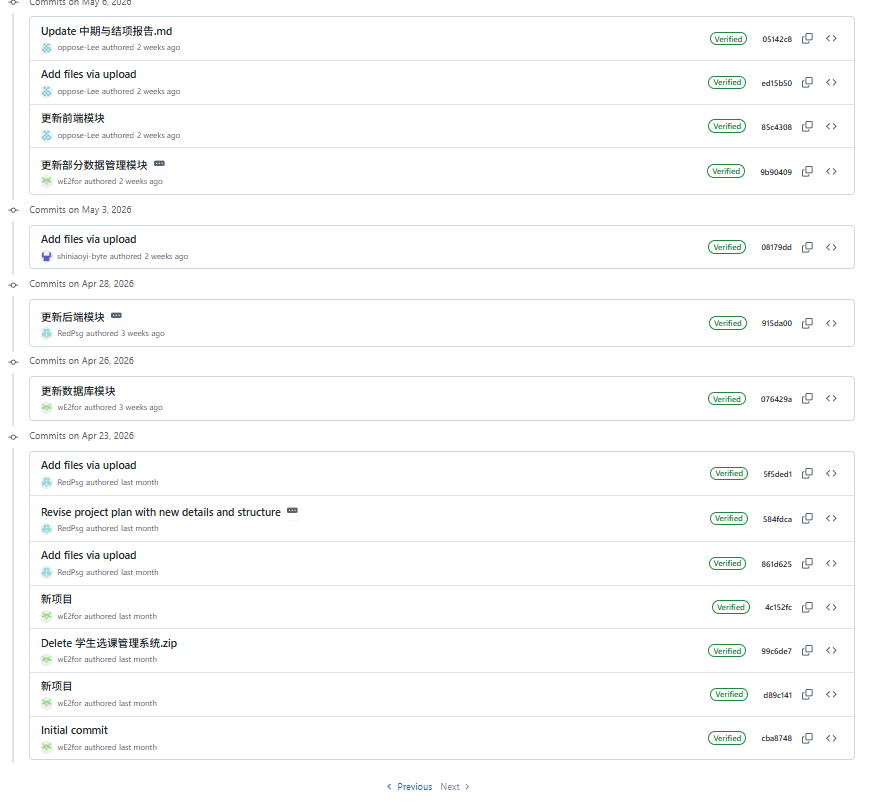 Commits on May 6, 2026
Update 中期与结项报告.md
oppose-Lee authored 2 weeks ago
Verified
05142c8
Add files via upload
oppose-Lee authored 2 weeks ago
Verified
ed15b50
更新前端模块
oppose-Lee authored 2 weeks ago
Verified
85c4308
更新部分数据管理模块
wE2for authored 2 weeks ago
Verified
9b90409
Commits on May 3, 2026
Add files via upload
shiniaoyi-byte authored 2 weeks ago
Verified
08179dd
Commits on Apr 28, 2026
更新后端模块
RedPsg authored 3 weeks ago
Verified
915da00
Commits on Apr 26, 2026
更新数据库模块
wE2for authored 3 weeks ago
Verified
076429a
Commits on Apr 23, 2026
Add files via upload
RedPsg authored last month
Verified
5f5ded1
Revise project plan with new details and structure
RedPsg authored last month
Verified
584fdca
Add files via upload
RedPsg authored last month
Verified
861d625
新项目
wE2for authored last month
Verified
4c152fc
Delete 学生选课管理系统.zip
wE2for authored last month
Verified
99c6de7
新项目
wE2for authored last month
Verified
d89c141
Initial commit
wE2for authored last month
Verified
cba8748
Previous Next